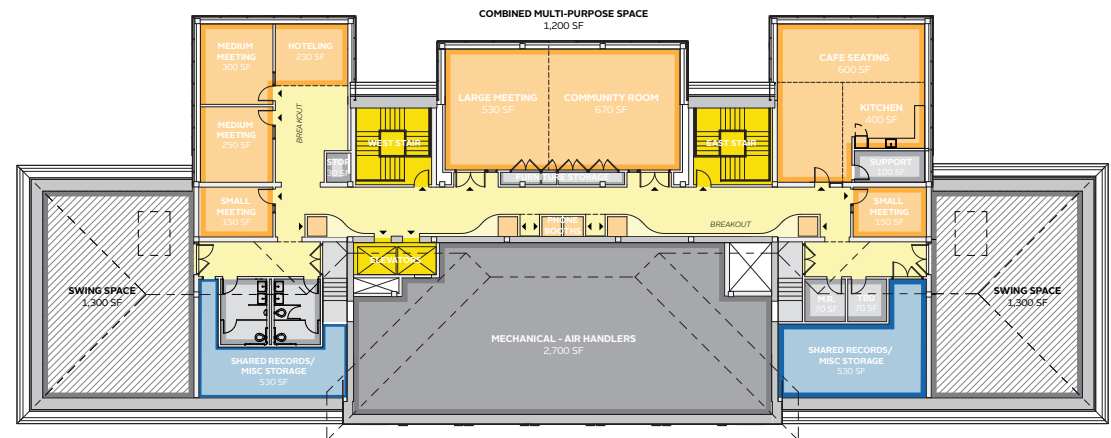 COMBINED MULTI-PURPOSE SPACE
1,200 SF
MEDIUM
MEETING
300 SF
HOTELING
230 SF
MEDIUM
MEETING
250 SF
BREAKOUT
STOR
WEST STAIR
LARGE MEETING
530 SF
COMMUNITY ROOM
670 SF
FURNITURE STORAGE
EAST STAIR
CAFE SEATING
600 SF
KITCHEN
400 SF
SUPPORT
100 SF
SMALL
MEETING
150 SF
PHONE
BOOTHS
BREAKOUT
SMALL
MEETING
150 SF
ELEVATORS
SWING SPACE
1,300 SF
MECHANICAL - AIR HANDLERS
2,700 SF
M.R.
70 SF
TBD
70 SF
SWING SPACE
1,300 SF
SHARED RECORDS/
MISC STORAGE
530 SF
SHARED RECORDS/
MISC STORAGE
530 SF